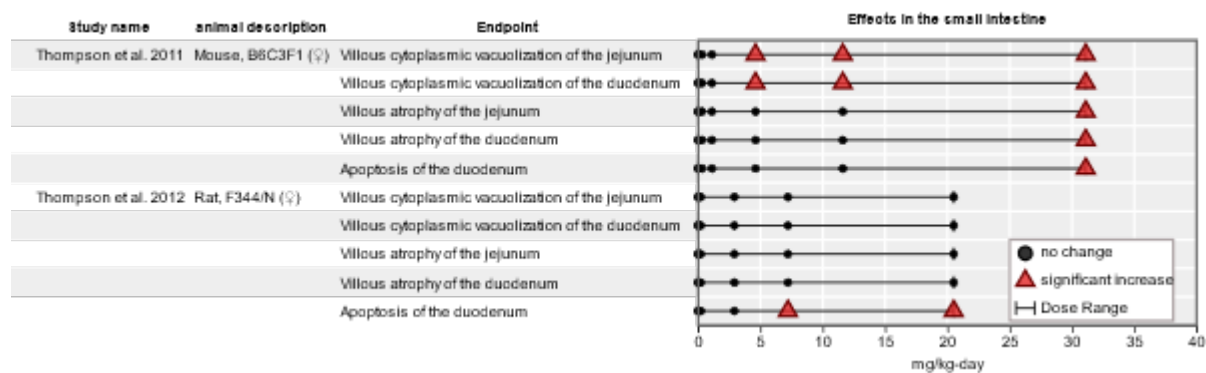 Effects in the small intestine
Study name animal description Endpoint
Thompson et al. 2011 Mouse, B6C3F1 (♀) Villous cytoplasmic vacuolization of the jejunum
Villous cytoplasmic vacuolization of the duodenum
Villous atrophy of the jejunum
Villous atrophy of the duodenum
Apoptosis of the duodenum
Thompson et al. 2012 Rat, F344/N (♀) Villous cytoplasmic vacuolization of the jejunum
Villous cytoplasmic vacuolization of the duodenum
Villous atrophy of the jejunum
Villous atrophy of the duodenum
Apoptosis of the duodenum
no change
significant increase
Dose Range
0 5 10 15 20 25 30 35 40
mg/kg-day